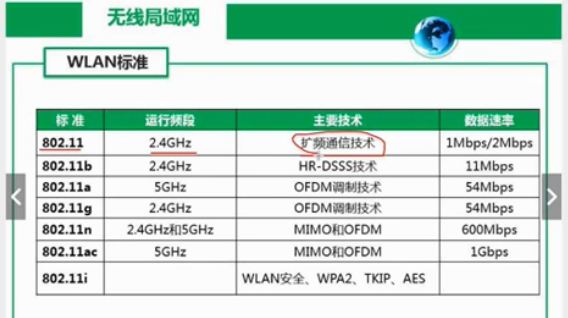 无线局域网
WLAN标准
标 准 运行频段 主要技术 数据速率
802.11 2.4GHz 扩频通信技术 1Mbps/2Mbps
802.11b 2.4GHz HR-DSSS技术 11Mbps
802.11a 5GHz OFDM调制技术 54Mbps
802.11g 2.4GHz OFDM调制技术 54Mbps
802.11n 2.4GHz和5GHz MIMO和OFDM 600Mbps
802.11ac 5GHz MIMO和OFDM 1Gbps
802.11i WLAN安全、WPA2、TKIP、AES